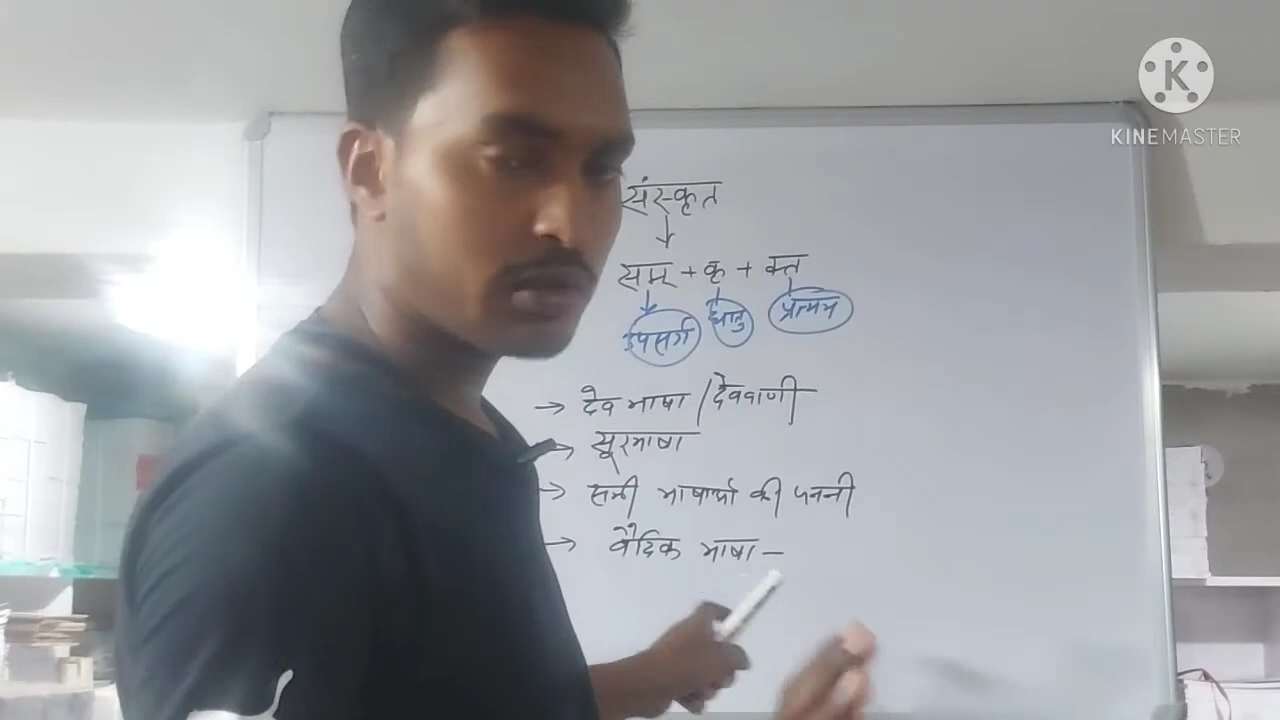 संस्कृत
सम् + कृ + क्त
उपसर्ग धातु प्रत्यय
→ देव भाषा / देववाणी
→ सूरभाषा
→ सभी भाषाओं की जननी
→ वैदिक भाषा –
K
KINEMASTER